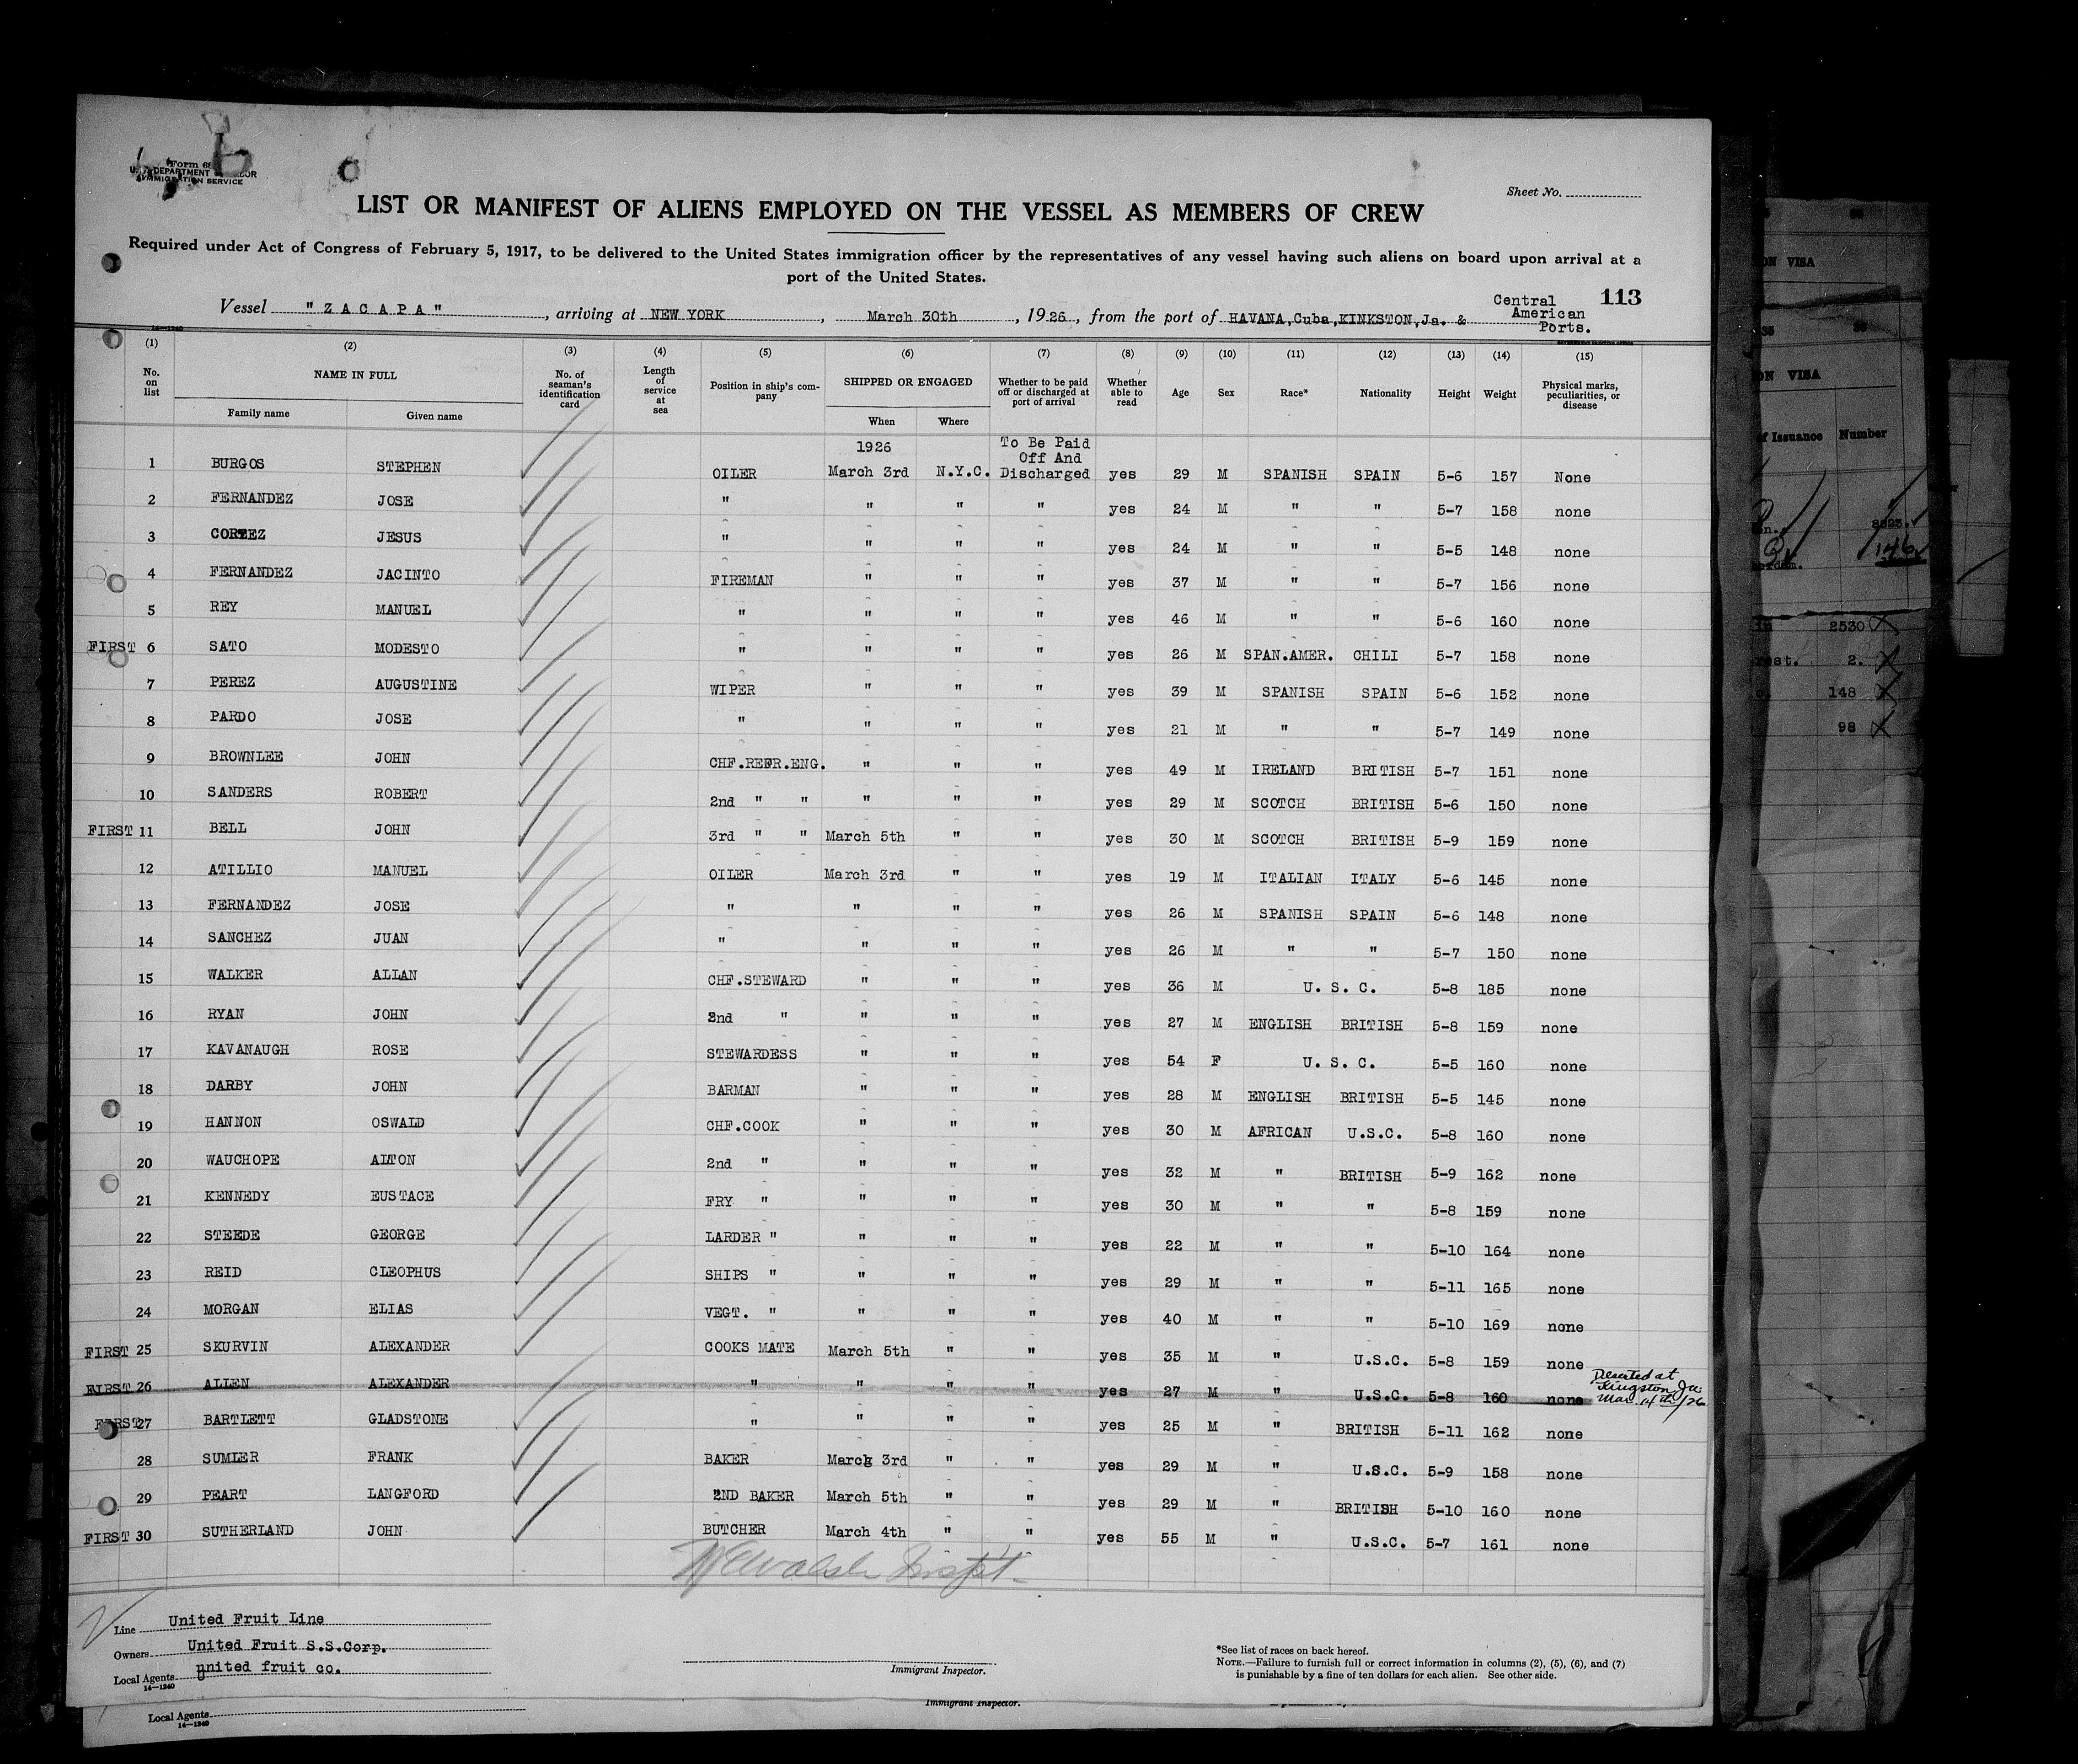 Form 68
U. S. DEPARTMENT OF LABOR
IMMIGRATION SERVICE
Sheet No.
LIST OR MANIFEST OF ALIENS EMPLOYED ON THE VESSEL AS MEMBERS OF CREW
Required under Act of Congress of February 5, 1917, to be delivered to the United States immigration officer by the representatives of any vessel having such aliens on board upon arrival at a
port of the United States.
113
Vessel "ZACAPA", arriving at NEW YORK, March 30th, 1926, from the port of HAVANA,Cuba,KINKSTON,Ja. & Central American Ports.
14—1240
(1) (2) (3) (4) (5) (6) (7) (8) (9) (10) (11) (12) (13) (14) (15)
No. on list NAME IN FULL Family name Given name No. of seaman's identification card Length of service at sea Position in ship's company SHIPPED OR ENGAGED When Where Whether to be paid off or discharged at port of arrival Whether able to read Age Sex Race* Nationality Height Weight Physical marks, peculiarities, or disease
1926 To Be Paid Off And
1 BURGOS STEPHEN OILER March 3rd N.Y.C. Discharged yes 29 M SPANISH SPAIN 5-6 157 None
2 FERNANDEZ JOSE " " " " yes 24 M " " 5-7 158 none
3 CORTEZ JESUS " " " " yes 24 M " " 5-5 148 none
4 FERNANDEZ JACINTO FIREMAN " " " yes 37 M " " 5-7 156 none
5 REY MANUEL " " " " yes 46 M " " 5-6 160 none
FIRST 6 SATO MODESTO " " " " yes 26 M SPAN.AMER. CHILI 5-7 158 none
7 PEREZ AUGUSTINE WIPER " " " yes 39 M SPANISH SPAIN 5-6 152 none
8 PARDO JOSE " " " " yes 21 M " " 5-7 149 none
9 BROWNLEE JOHN CHF.REFR.ENG. " " " yes 49 M IRELAND BRITISH 5-7 151 none
10 SANDERS ROBERT 2nd " " " " " yes 29 M SCOTCH BRITISH 5-6 150 none
FIRST 11 BELL JOHN 3rd " " March 5th " " yes 30 M SCOTCH BRITISH 5-9 159 none
12 ATILLIO MANUEL OILER March 3rd " " yes 19 M ITALIAN ITALY 5-6 145 none
13 FERNANDEZ JOSE " " " " yes 26 M SPANISH SPAIN 5-6 148 none
14 SANCHEZ JUAN " " " " yes 26 M " " 5-7 150 none
15 WALKER ALLAN CHF.STEWARD " " " yes 36 M U. S. C. 5-8 185 none
16 RYAN JOHN 2nd " " " " yes 27 M ENGLISH BRITISH 5-8 159 none
17 KAVANAUGH ROSE STEWARDESS " " " yes 54 F U. S. C. 5-5 160 none
18 DARBY JOHN BARMAN " " " yes 28 M ENGLISH BRITISH 5-5 145 none
19 HANNON OSWALD CHF.COOK " " " yes 30 M AFRICAN U.S.C. 5-8 160 none
20 WAUCHOPE ALTON 2nd " " " " yes 32 M " BRITISH 5-9 162 none
21 KENNEDY EUSTACE FRY " " " " yes 30 M " " 5-8 159 none
22 STEEDE GEORGE LARDER " " " " yes 22 M " " 5-10 164 none
23 REID CLEOPHUS SHIPS " " " " yes 29 M " " 5-11 165 none
24 MORGAN ELIAS VEGT. " " " " yes 40 M " " 5-10 169 none
FIRST 25 SKURVIN ALEXANDER COOKS MATE March 5th " " yes 35 M " U.S.C. 5-8 159 none
FIRST 26 ALLEN ALEXANDER " " " " yes 27 M " U.S.C. 5-8 160 none Deserted at Kingston Ja. Mar. 14th/26
FIRST 27 BARTLETT GLADSTONE " " " " yes 25 M " BRITISH 5-11 162 none
28 SUMLER FRANK BAKER March 3rd " " yes 29 M " U.S.C. 5-9 158 none
29 PEART LANGFORD 2ND BAKER March 5th " " yes 29 M " BRITISH 5-10 160 none
FIRST 30 SUTHERLAND JOHN BUTCHER March 4th " " yes 55 M " U.S.C. 5-7 161 none
Walsh Inspt.
Line United Fruit Line
Owners United Fruit S.S.Corp.
Local Agents united fruit co.
14—1240
Immigrant Inspector.
*See list of races on back hereof.
NOTE.—Failure to furnish full or correct information in columns (2), (5), (6), and (7)
is punishable by a fine of ten dollars for each alien. See other side.
Immigrant Inspector.
Local Agents
14—1240
ON VISA
ON VISA
of Issuance Number
8823.
146
2530
2.
148
98